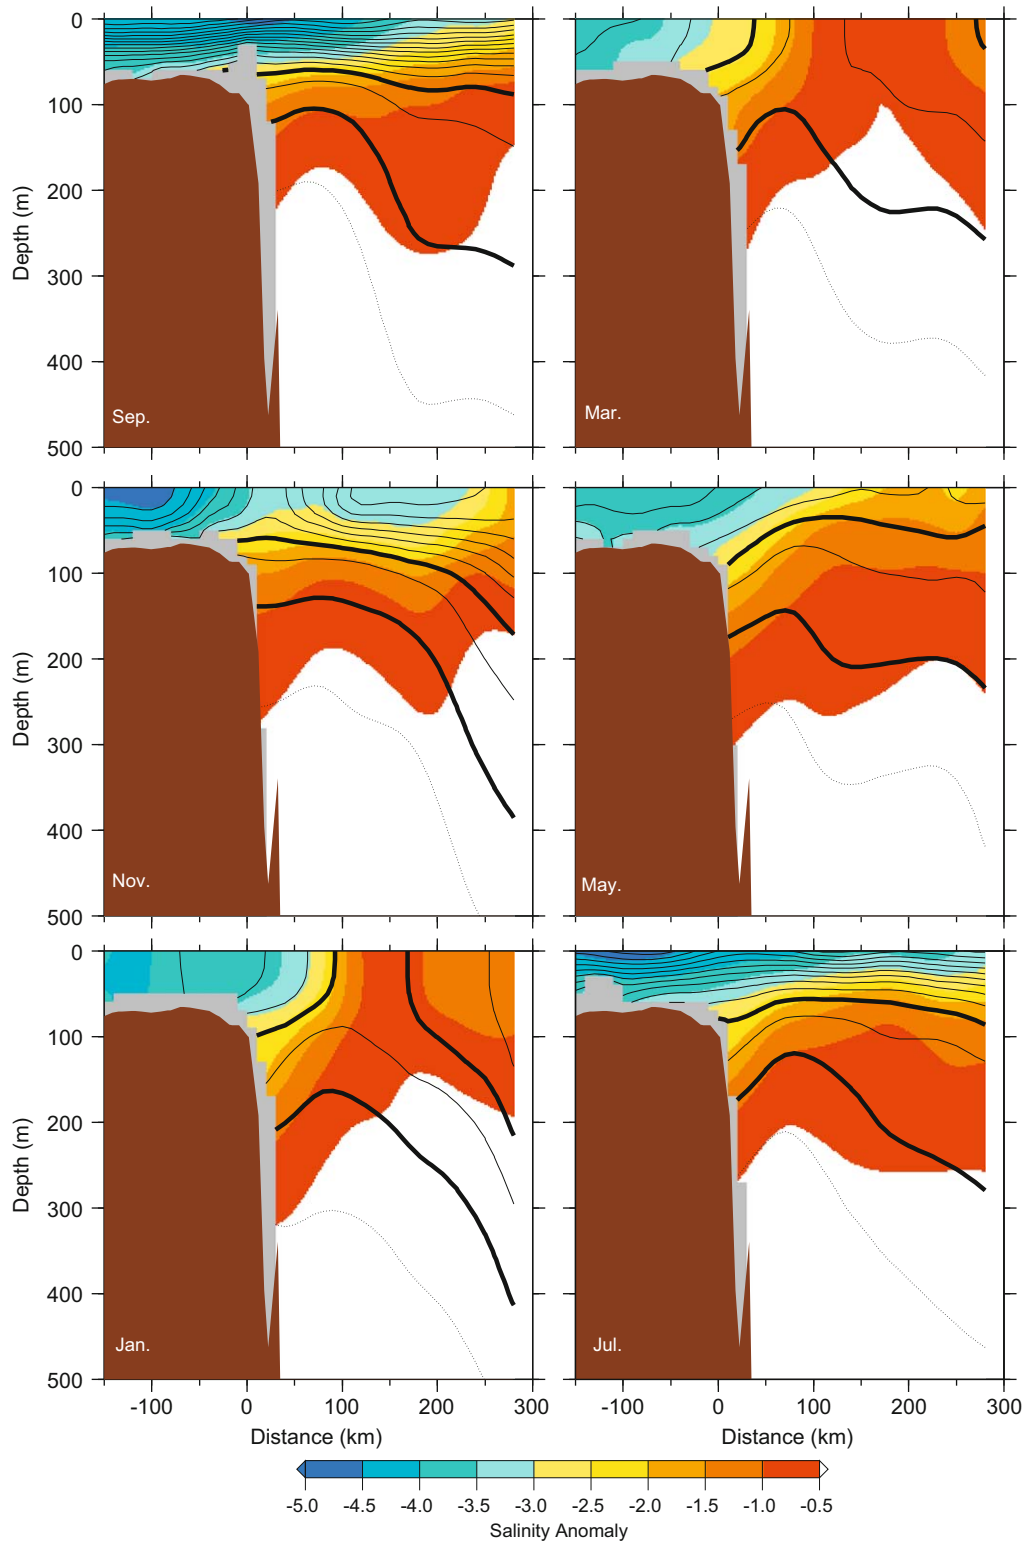 0
100
200
300
400
500
Depth (m)
Sep.
Mar.
0
100
200
300
400
500
Depth (m)
Nov.
May.
0
100
200
300
400
500
Depth (m)
Jan.
Jul.
-100 0 100 200 300
-100 0 100 200 300
Distance (km) Distance (km)
-5.0 -4.5 -4.0 -3.5 -3.0 -2.5 -2.0 -1.5 -1.0 -0.5
Salinity Anomaly